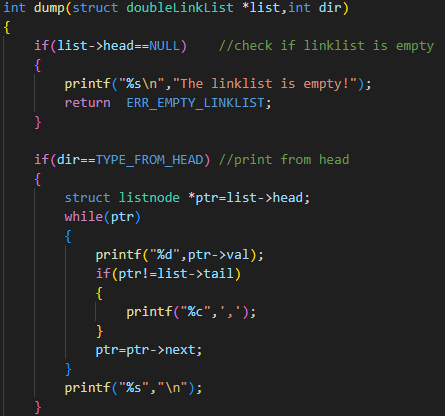 int dump(struct doubleLinkList *list,int dir)
{
    if(list->head==NULL)    //check if linklist is empty
    {
        printf("%s\n","The linklist is empty!");
        return  ERR_EMPTY_LINKLIST;
    }

    if(dir==TYPE_FROM_HEAD) //print from head
    {
        struct listnode *ptr=list->head;
        while(ptr)
        {
            printf("%d",ptr->val);
            if(ptr!=list->tail)
            {
                printf("%c",',');
            }
            ptr=ptr->next;
        }
        printf("%s","\n");
    }